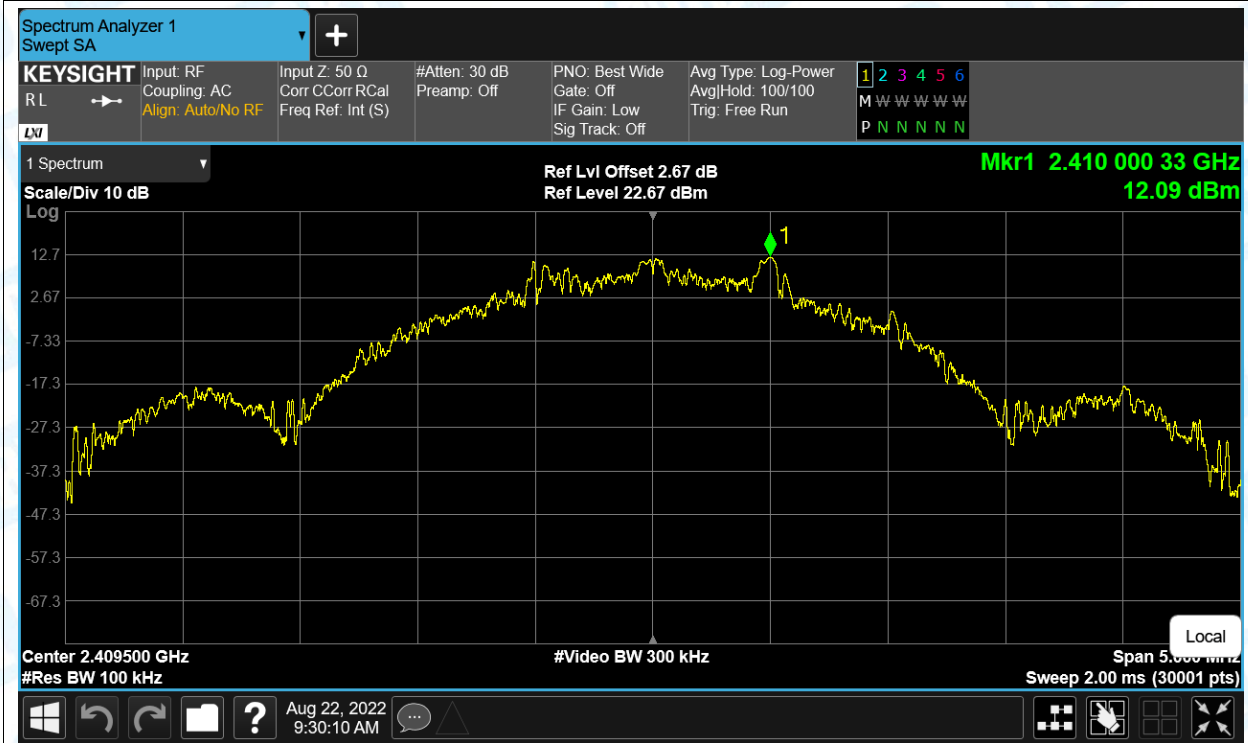 Spectrum Analyzer 1
Swept SA
KEYSIGHT
R L
LXI
Input: RF
Coupling: AC
Align: Auto/No RF
Input Z: 50 Ω
Corr CCorr RCal
Freq Ref: Int (S)
#Atten: 30 dB
Preamp: Off
PNO: Best Wide
Gate: Off
IF Gain: Low
Sig Track: Off
Avg Type: Log-Power
Avg|Hold: 100/100
Trig: Free Run
1 2 3 4 5 6
M W W W W W
P N N N N N
1 Spectrum
Scale/Div 10 dB
Log
Ref Lvl Offset 2.67 dB
Ref Level 22.67 dBm
Mkr1 2.410 000 33 GHz
12.09 dBm
1
12.7
2.67
-7.33
-17.3
-27.3
-37.3
-47.3
-57.3
-67.3
Local
Center 2.409500 GHz
#Res BW 100 kHz
#Video BW 300 kHz
Span 5.000 MHz
Sweep 2.00 ms (30001 pts)
?
Aug 22, 2022
9:30:10 AM